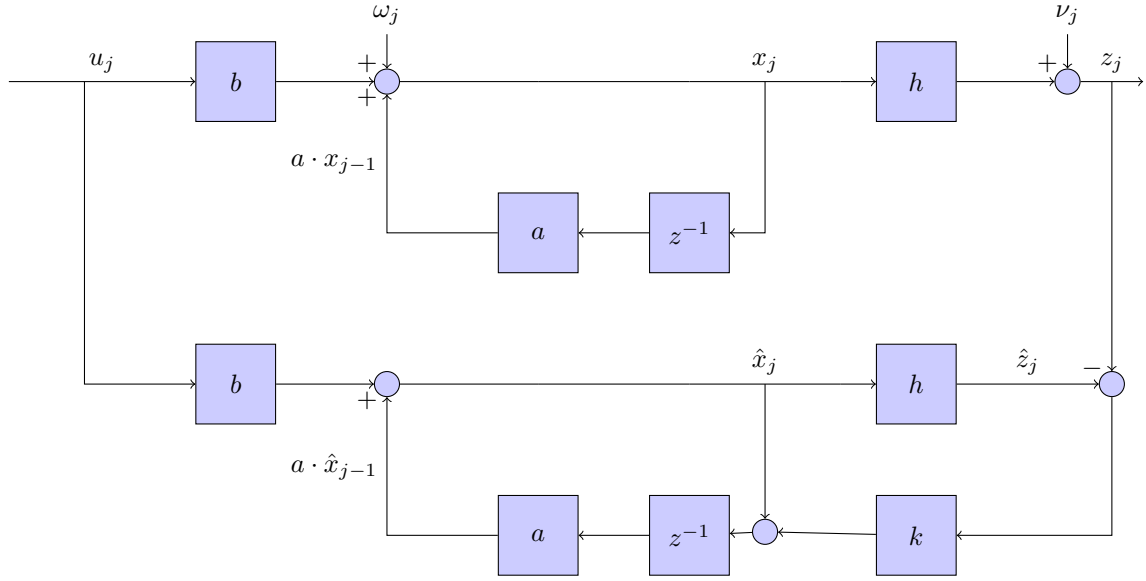 ω_j ν_j
u_j b + + x_j h + z_j
a · x_{j−1}
a z^{−1}
b + x̂_j h ẑ_j −
a · x̂_{j−1}
a z^{−1} k